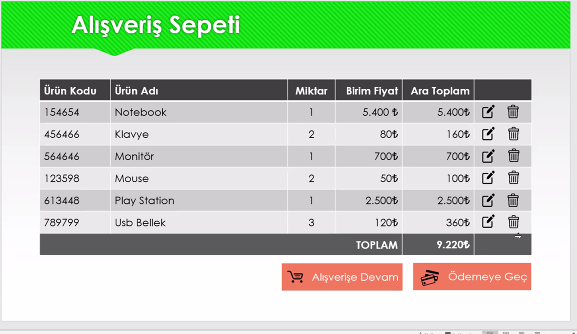 Alışveriş Sepeti
Ürün Kodu Ürün Adı Miktar Birim Fiyat Ara Toplam
154654 Notebook 1 5.400 ₺ 5.400₺
456466 Klavye 2 80₺ 160₺
564646 Monitör 1 700₺ 700₺
123598 Mouse 2 50₺ 100₺
613448 Play Station 1 2.500₺ 2.500₺
789799 Usb Bellek 3 120₺ 360₺
TOPLAM 9.220₺
Alışverişe Devam Ödemeye Geç